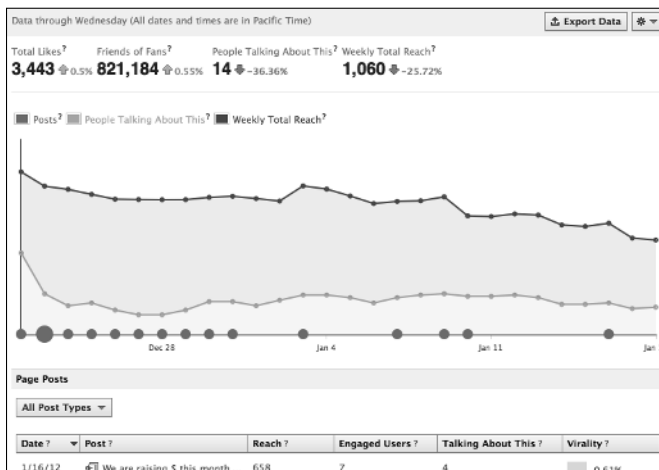 Data through Wednesday (All dates and times are in Pacific Time) Export Data
Total Likes? Friends of Fans? People Talking About This? Weekly Total Reach?
3,443 0.5% 821,184 0.55% 14 -36.36% 1,060 -25.72%
Posts? People Talking About This? Weekly Total Reach?
Dec 28 Jan 4 Jan 11 Jan
Page Posts
All Post Types
Date? Post? Reach? Engaged Users? Talking About This? Virality?
1/16/12 We are raising $ this month 658 7 4 0.61%